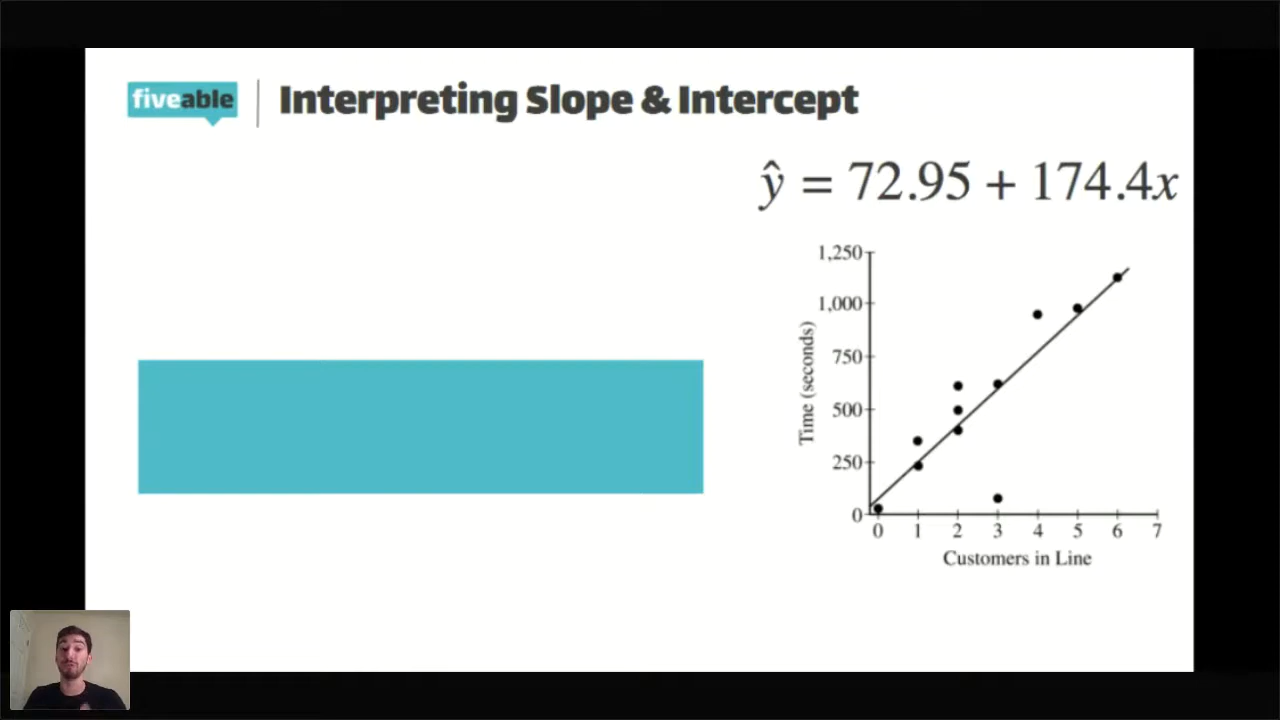 fiveable
Interpreting Slope & Intercept
ŷ = 72.95 + 174.4x
1,250
1,000
750
500
250
0
Time (seconds)
0 1 2 3 4 5 6 7
Customers in Line